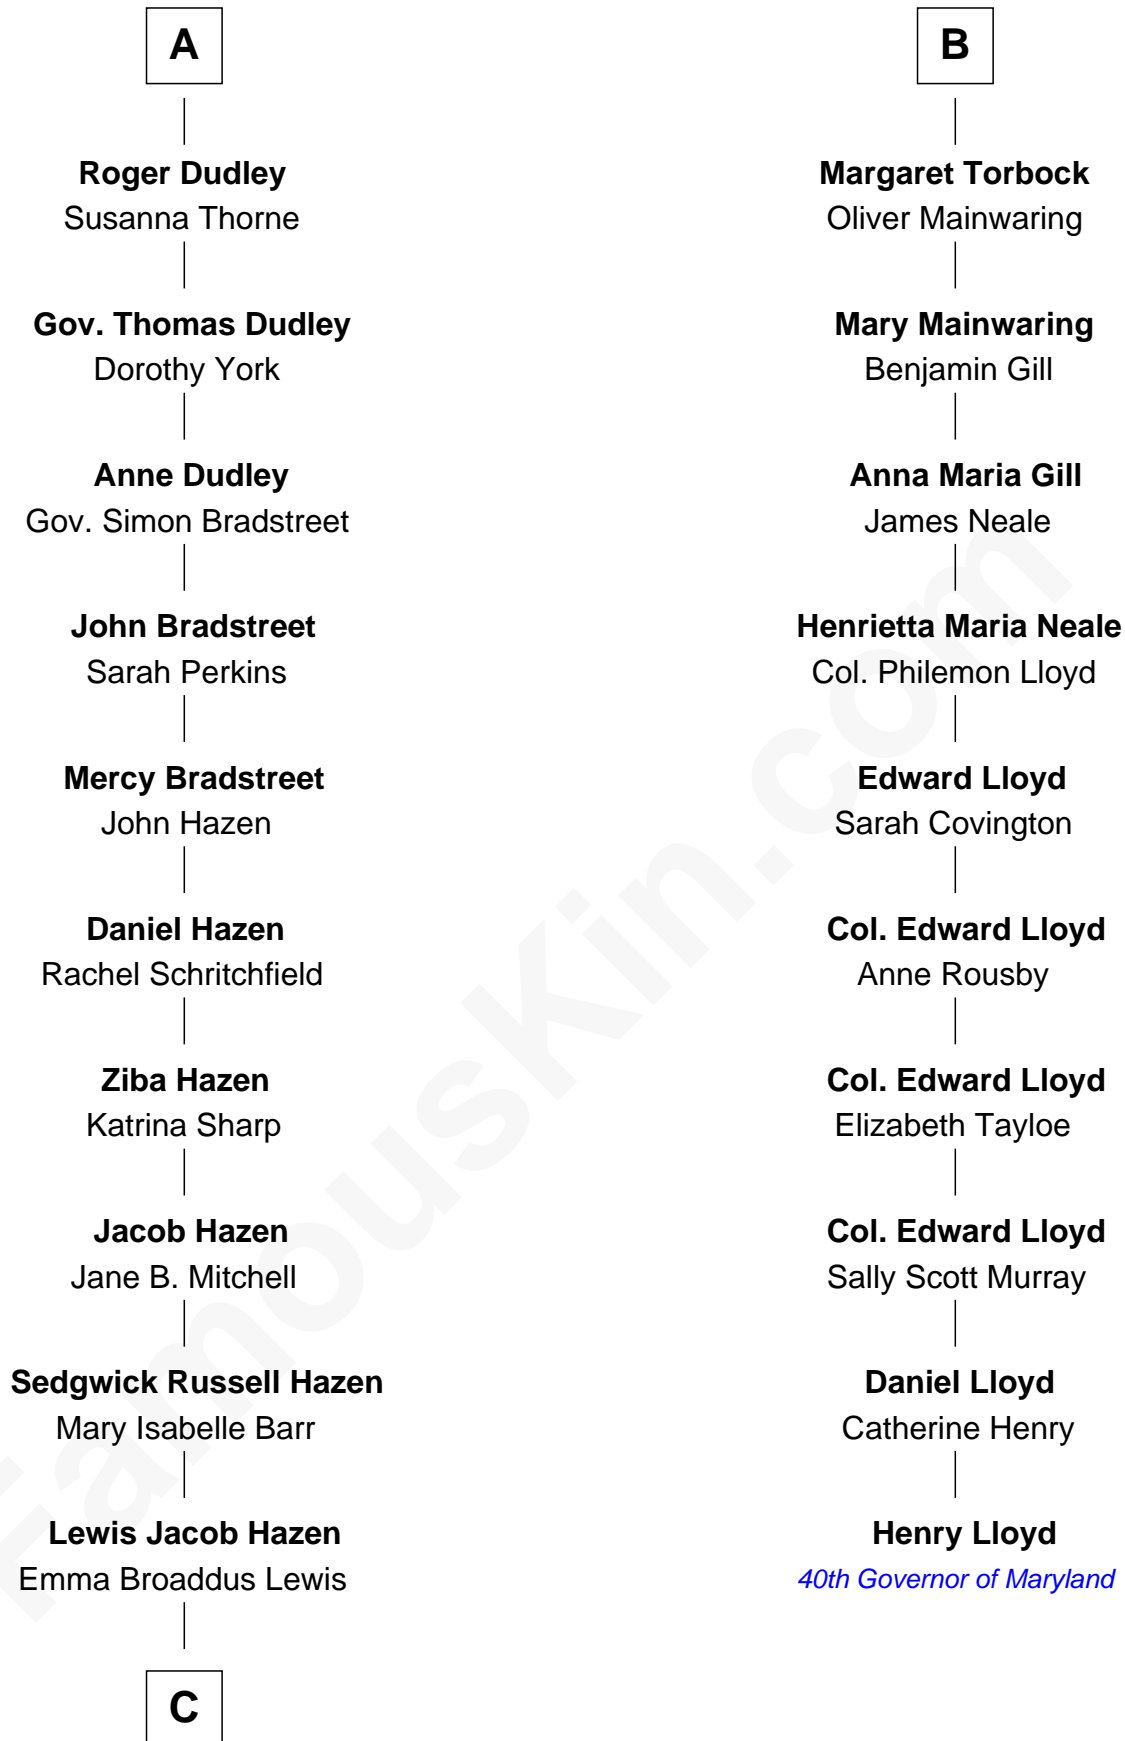 A
Roger Dudley
Susanna Thorne
Gov. Thomas Dudley
Dorothy York
Anne Dudley
Gov. Simon Bradstreet
John Bradstreet
Sarah Perkins
Mercy Bradstreet
John Hazen
Daniel Hazen
Rachel Schritchfield
Ziba Hazen
Katrina Sharp
Jacob Hazen
Jane B. Mitchell
Sedgwick Russell Hazen
Mary Isabelle Barr
Lewis Jacob Hazen
Emma Broaddus Lewis
C
B
Margaret Torbock
Oliver Mainwaring
Mary Mainwaring
Benjamin Gill
Anna Maria Gill
James Neale
Henrietta Maria Neale
Col. Philemon Lloyd
Edward Lloyd
Sarah Covington
Col. Edward Lloyd
Anne Rousby
Col. Edward Lloyd
Elizabeth Tayloe
Col. Edward Lloyd
Sally Scott Murray
Daniel Lloyd
Catherine Henry
Henry Lloyd
40th Governor of Maryland
FamousKin.com